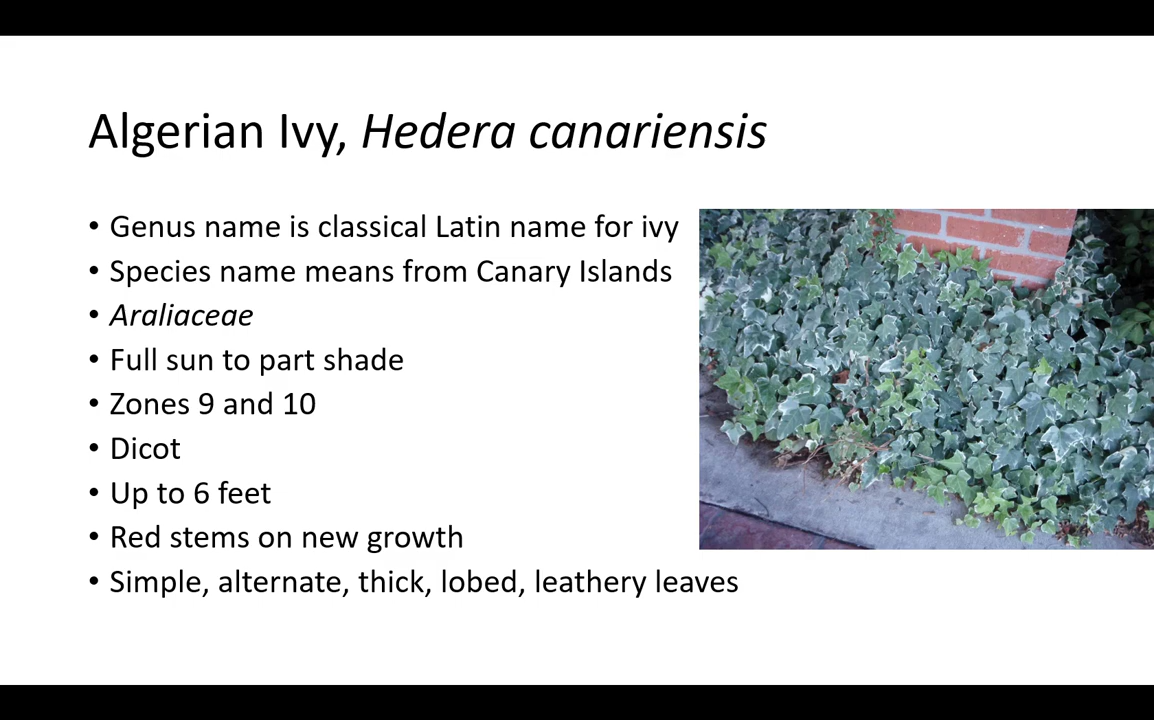 Algerian Ivy, Hedera canariensis
• Genus name is classical Latin name for ivy
• Species name means from Canary Islands
• Araliaceae
• Full sun to part shade
• Zones 9 and 10
• Dicot
• Up to 6 feet
• Red stems on new growth
• Simple, alternate, thick, lobed, leathery leaves